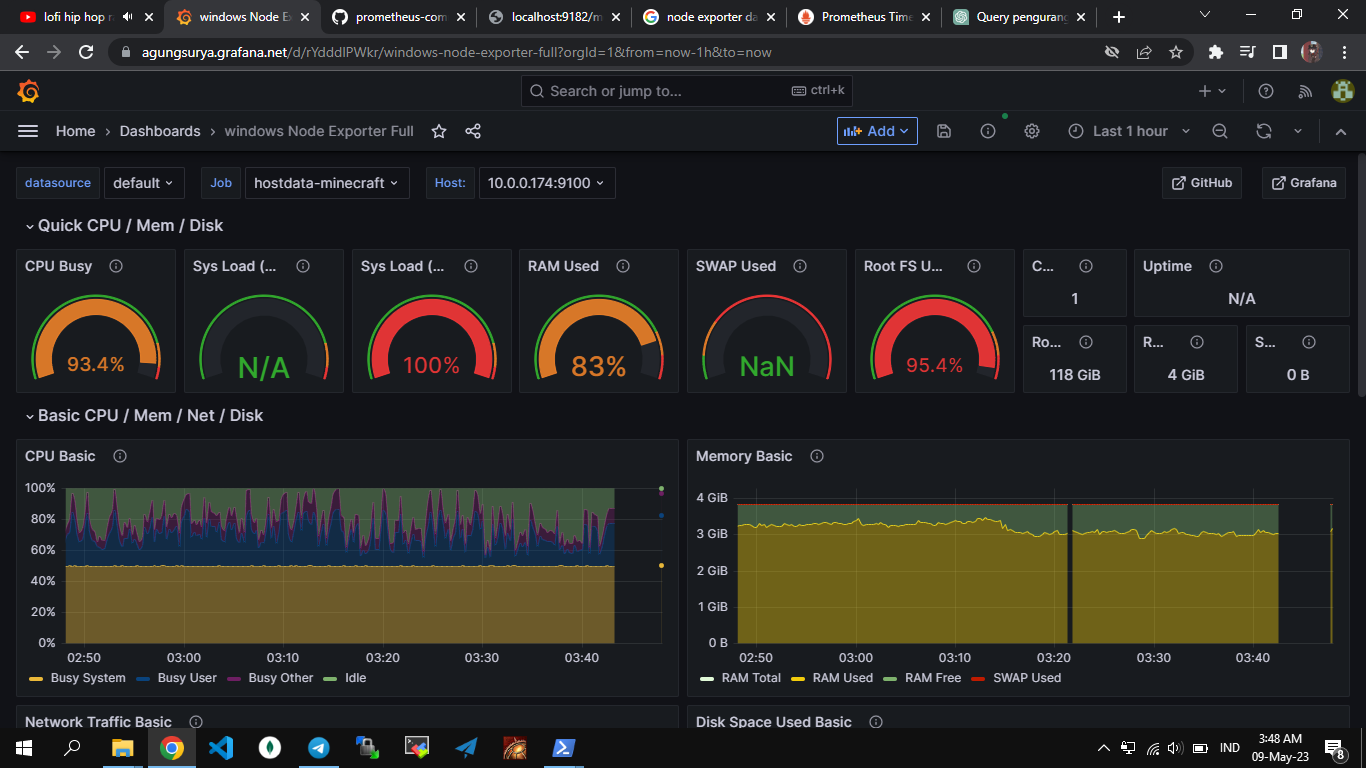 lofi hip hop ra
windows Node E
prometheus-com
localhost:9182/m
node exporter da
Prometheus Time
Query pengurang
agungsurya.grafana.net/d/rYdddlPWkr/windows-node-exporter-full?orgId=1&from=now-1h&to=now
Search or jump to... ctrl+k
Home › Dashboards › windows Node Exporter Full
Add
Last 1 hour
datasource default Job hostdata-minecraft Host: 10.0.0.174:9100
GitHub Grafana
Quick CPU / Mem / Disk
CPU Busy
93.4%
Sys Load (...
N/A
Sys Load (...
100%
RAM Used
83%
SWAP Used
NaN
Root FS U...
95.4%
C...
1
Uptime
N/A
Ro...
118 GiB
R...
4 GiB
S...
0 B
Basic CPU / Mem / Net / Disk
CPU Basic
100%
80%
60%
40%
20%
0%
02:50 03:00 03:10 03:20 03:30 03:40
Busy System Busy User Busy Other Idle
Memory Basic
4 GiB
3 GiB
2 GiB
1 GiB
0 B
02:50 03:00 03:10 03:20 03:30 03:40
RAM Total RAM Used RAM Free SWAP Used
Network Traffic Basic
Disk Space Used Basic
IND
3:48 AM
09-May-23
8